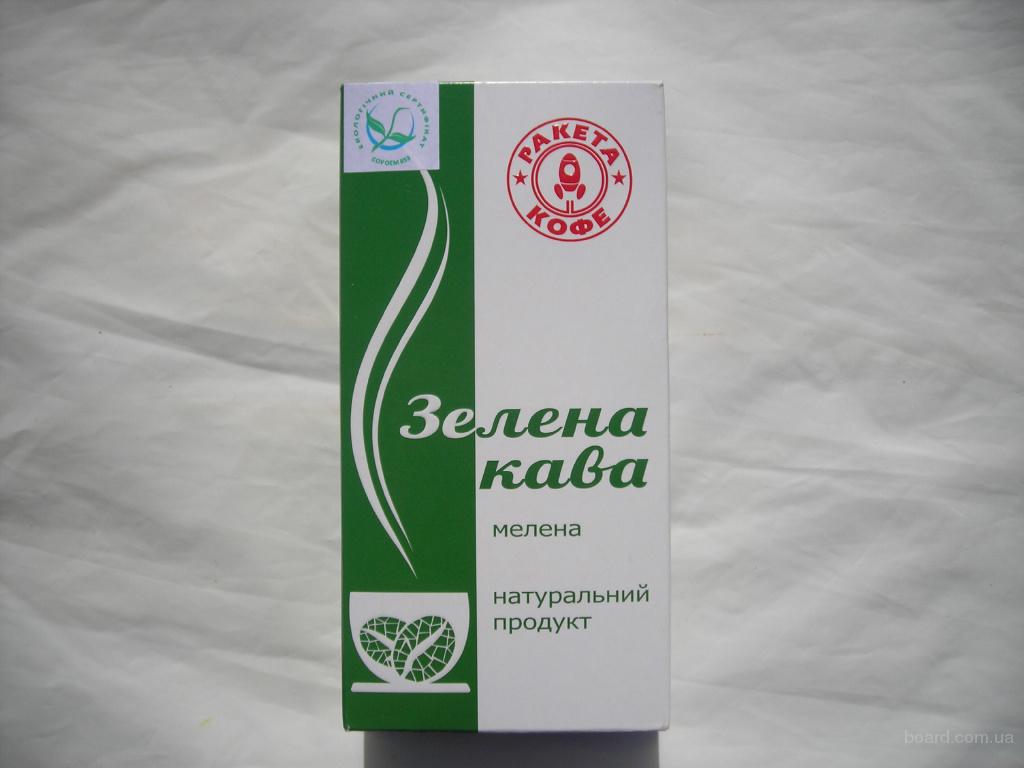 ЕКОЛОГІЧНИЙ СЕРТИФІКАТ
РАКЕТА
КОФЕ
Зелена
кава
мелена
натуральний
продукт
board.com.ua